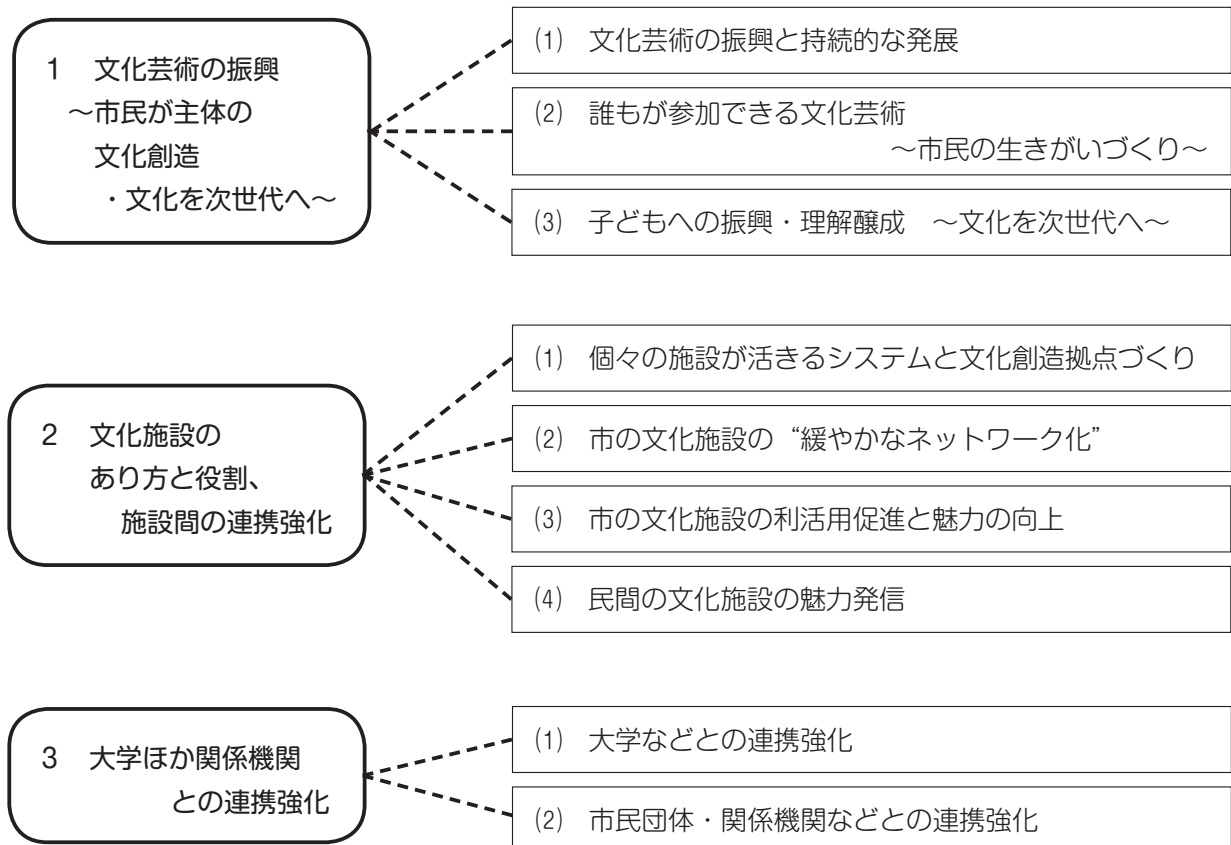 1 文化芸術の振興
~市民が主体の
文化創造
・文化を次世代へ~
(1) 文化芸術の振興と持続的な発展
(2) 誰もが参加できる文化芸術
~市民の生きがいづくり~
(3) 子どもへの振興・理解醸成 ~文化を次世代へ~
2 文化施設の
あり方と役割、
施設間の連携強化
(1) 個々の施設が活きるシステムと文化創造拠点づくり
(2) 市の文化施設の“緩やかなネットワーク化”
(3) 市の文化施設の利活用促進と魅力の向上
(4) 民間の文化施設の魅力発信
3 大学ほか関係機関
との連携強化
(1) 大学などとの連携強化
(2) 市民団体・関係機関などとの連携強化